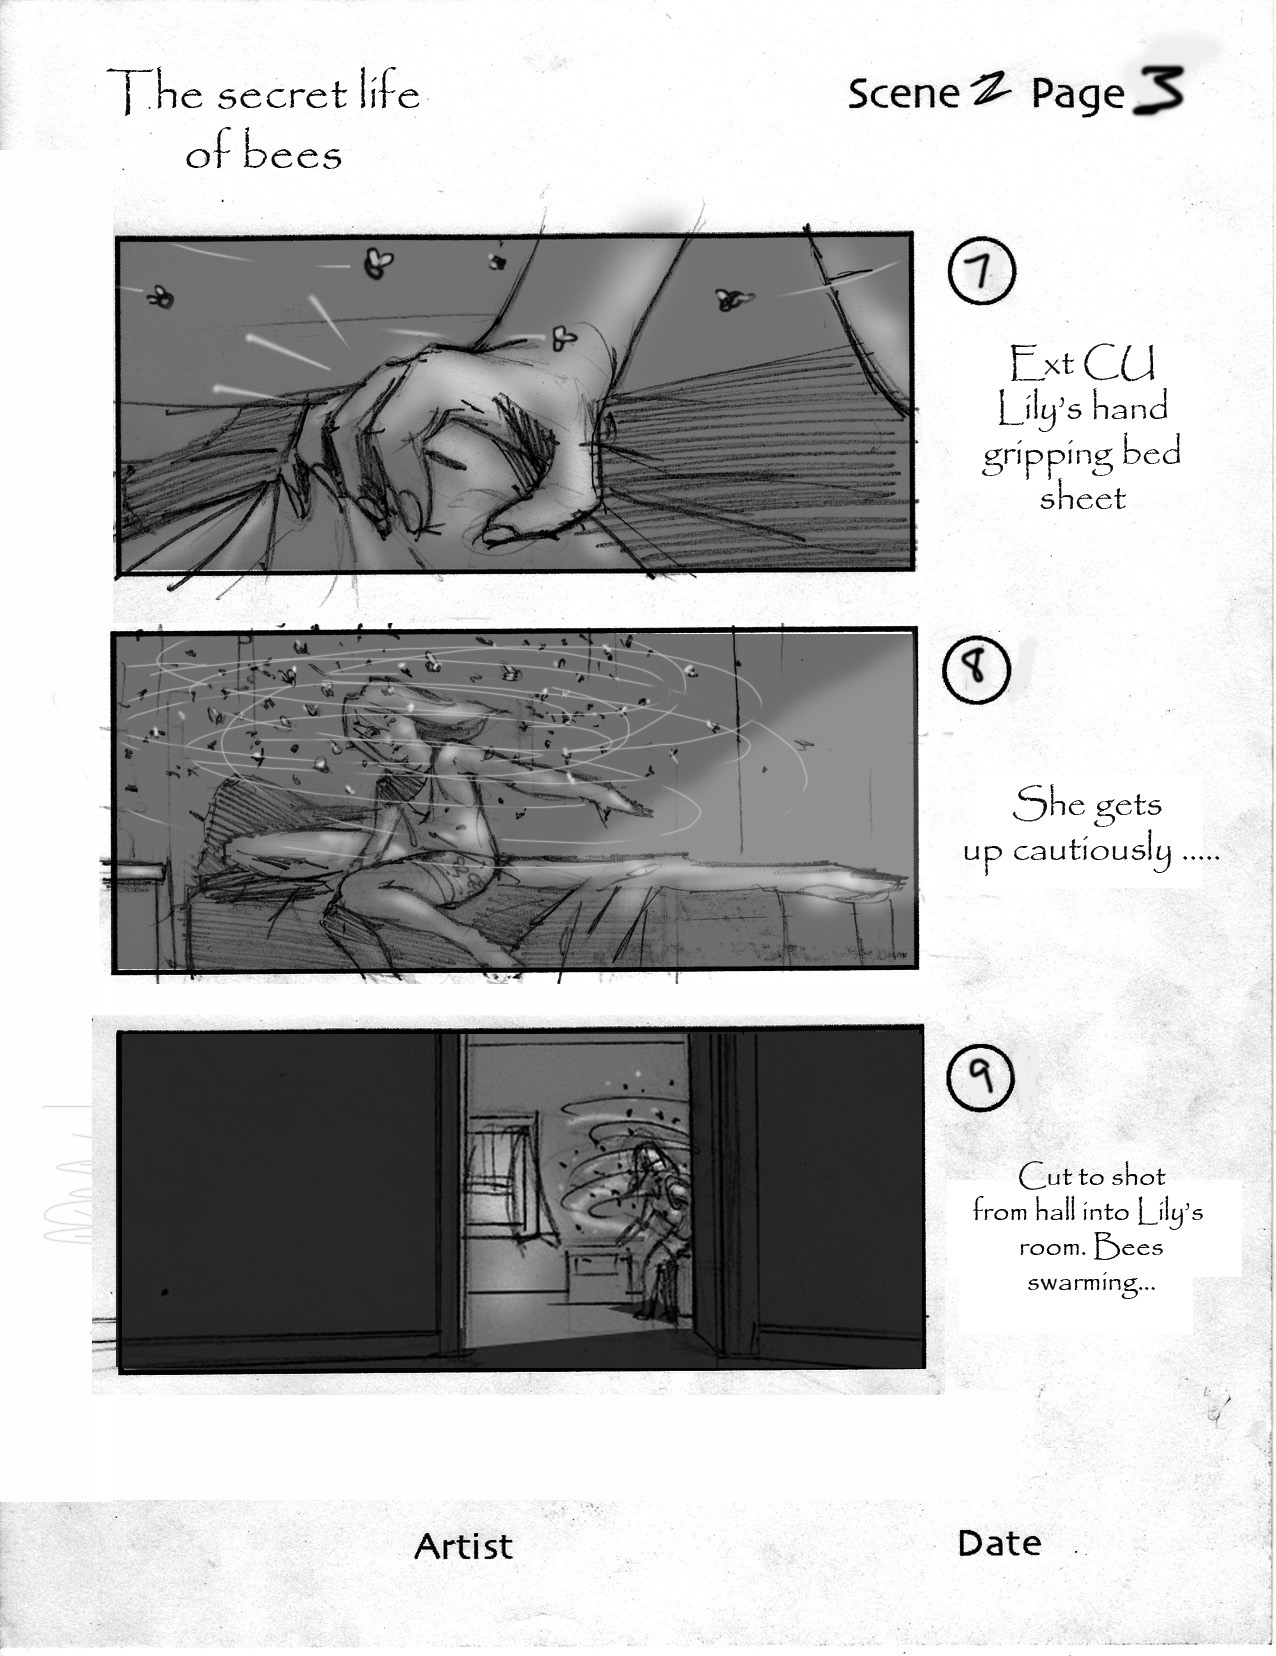 The secret life
of bees
Scene 2 Page 3
7
Ext CU
Lily's hand
gripping bed
sheet
8
She gets
up cautiously .....
9
Cut to shot
from hall into Lily's
room. Bees
swarming...
Artist
Date